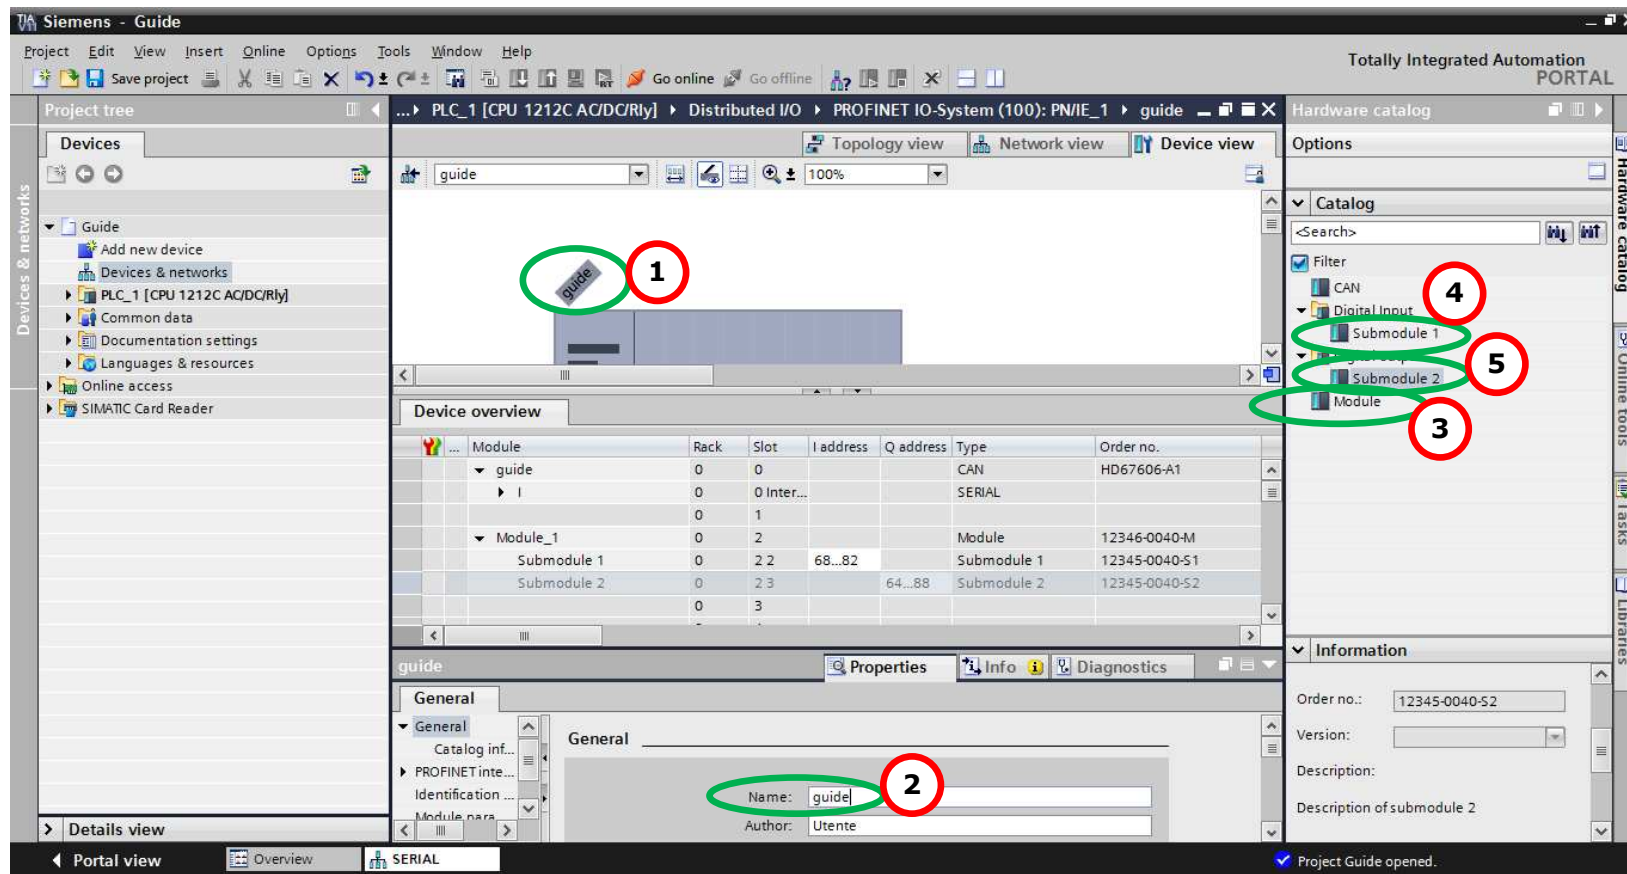 Siemens - Guide
Project Edit View Insert Online Options Tools Window Help
Totally Integrated Automation
PORTAL
Save project
Go online
Go offline
Project tree
...PLC_1 [CPU 1212C AC/DC/Rly] Distributed I/O PROFINET IO-System (100): PN/IE_1 guide
Hardware catalog
Devices
Topology view
Network view
Device view
Options
guide
100%
Catalog
<Search>
Filter
Guide
Add new device
Devices & networks
PLC_1 [CPU 1212C AC/DC/Rly]
Common data
Documentation settings
Languages & resources
Online access
SIMATIC Card Reader
guide
1
CAN
4
Digital Input
Submodule 1
5
Submodule 2
Module
3
Device overview
... Module Rack Slot I address Q address Type Order no.
guide 0 0 CAN HD67606-A1
I 0 0 Inter... SERIAL
0 1
Module_1 0 2 Module 12346-0040-M
Submodule 1 0 2 2 68...82 Submodule 1 12345-0040-S1
Submodule 2 0 2 3 64...88 Submodule 2 12345-0040-S2
0 3
guide
Properties
Info
Diagnostics
General
General
Catalog inf...
PROFINET inte...
Identification ...
Module para...
General
Name: guide
2
Author: Utente
Information
Order no.: 12345-0040-S2
Version:
Description:
Description of submodule 2
Details view
Portal view
Overview
SERIAL
Project Guide opened.
Devices & networks
Hardware catalog
Online tools
Tasks
Libraries